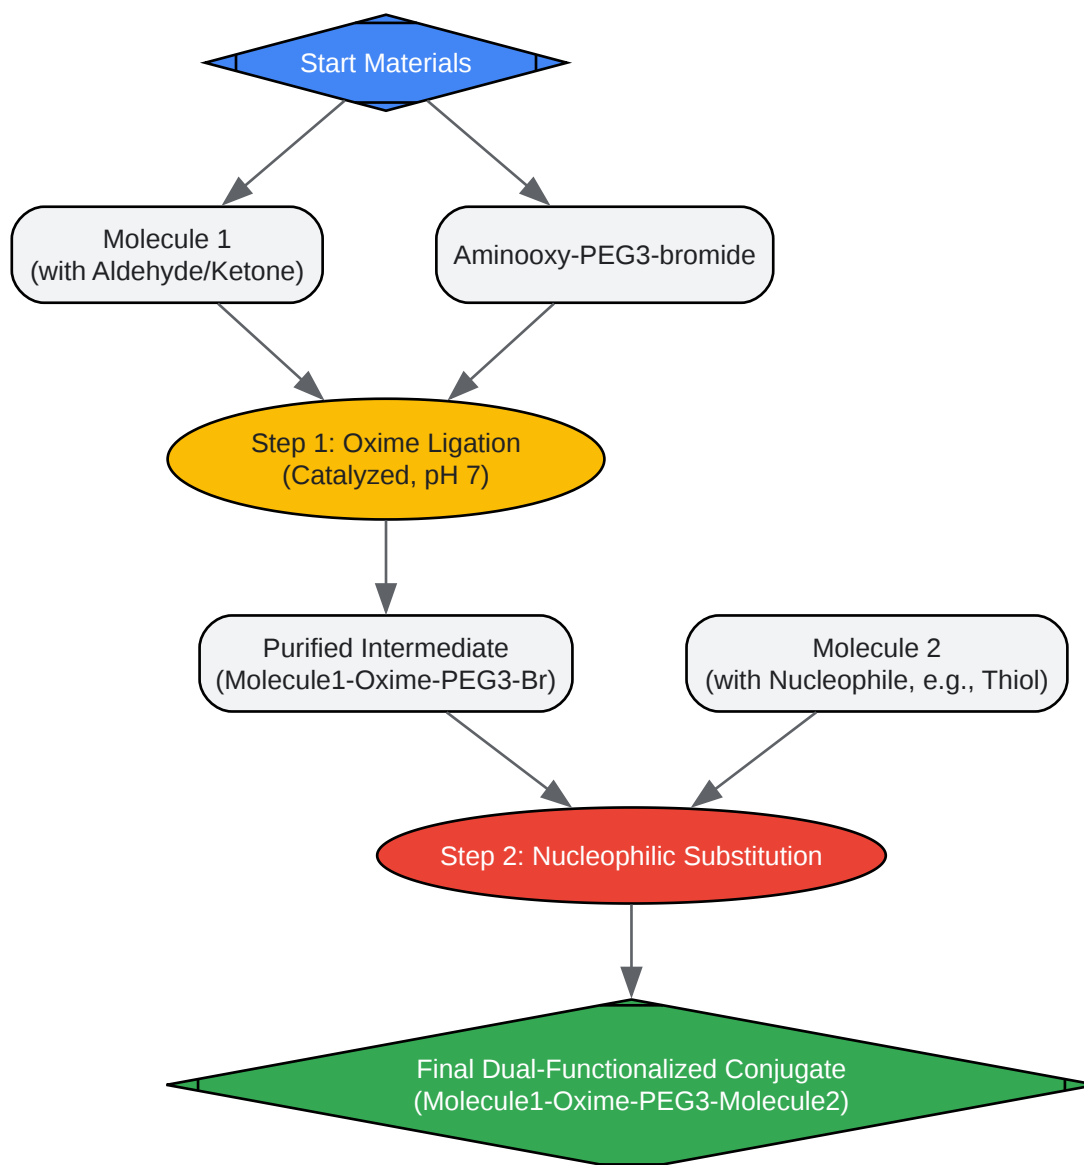 Start Materials
Molecule 1
(with Aldehyde/Ketone)
Aminooxy-PEG3-bromide
Step 1: Oxime Ligation
(Catalyzed, pH 7)
Purified Intermediate
(Molecule1-Oxime-PEG3-Br)
Molecule 2
(with Nucleophile, e.g., Thiol)
Step 2: Nucleophilic Substitution
Final Dual-Functionalized Conjugate
(Molecule1-Oxime-PEG3-Molecule2)